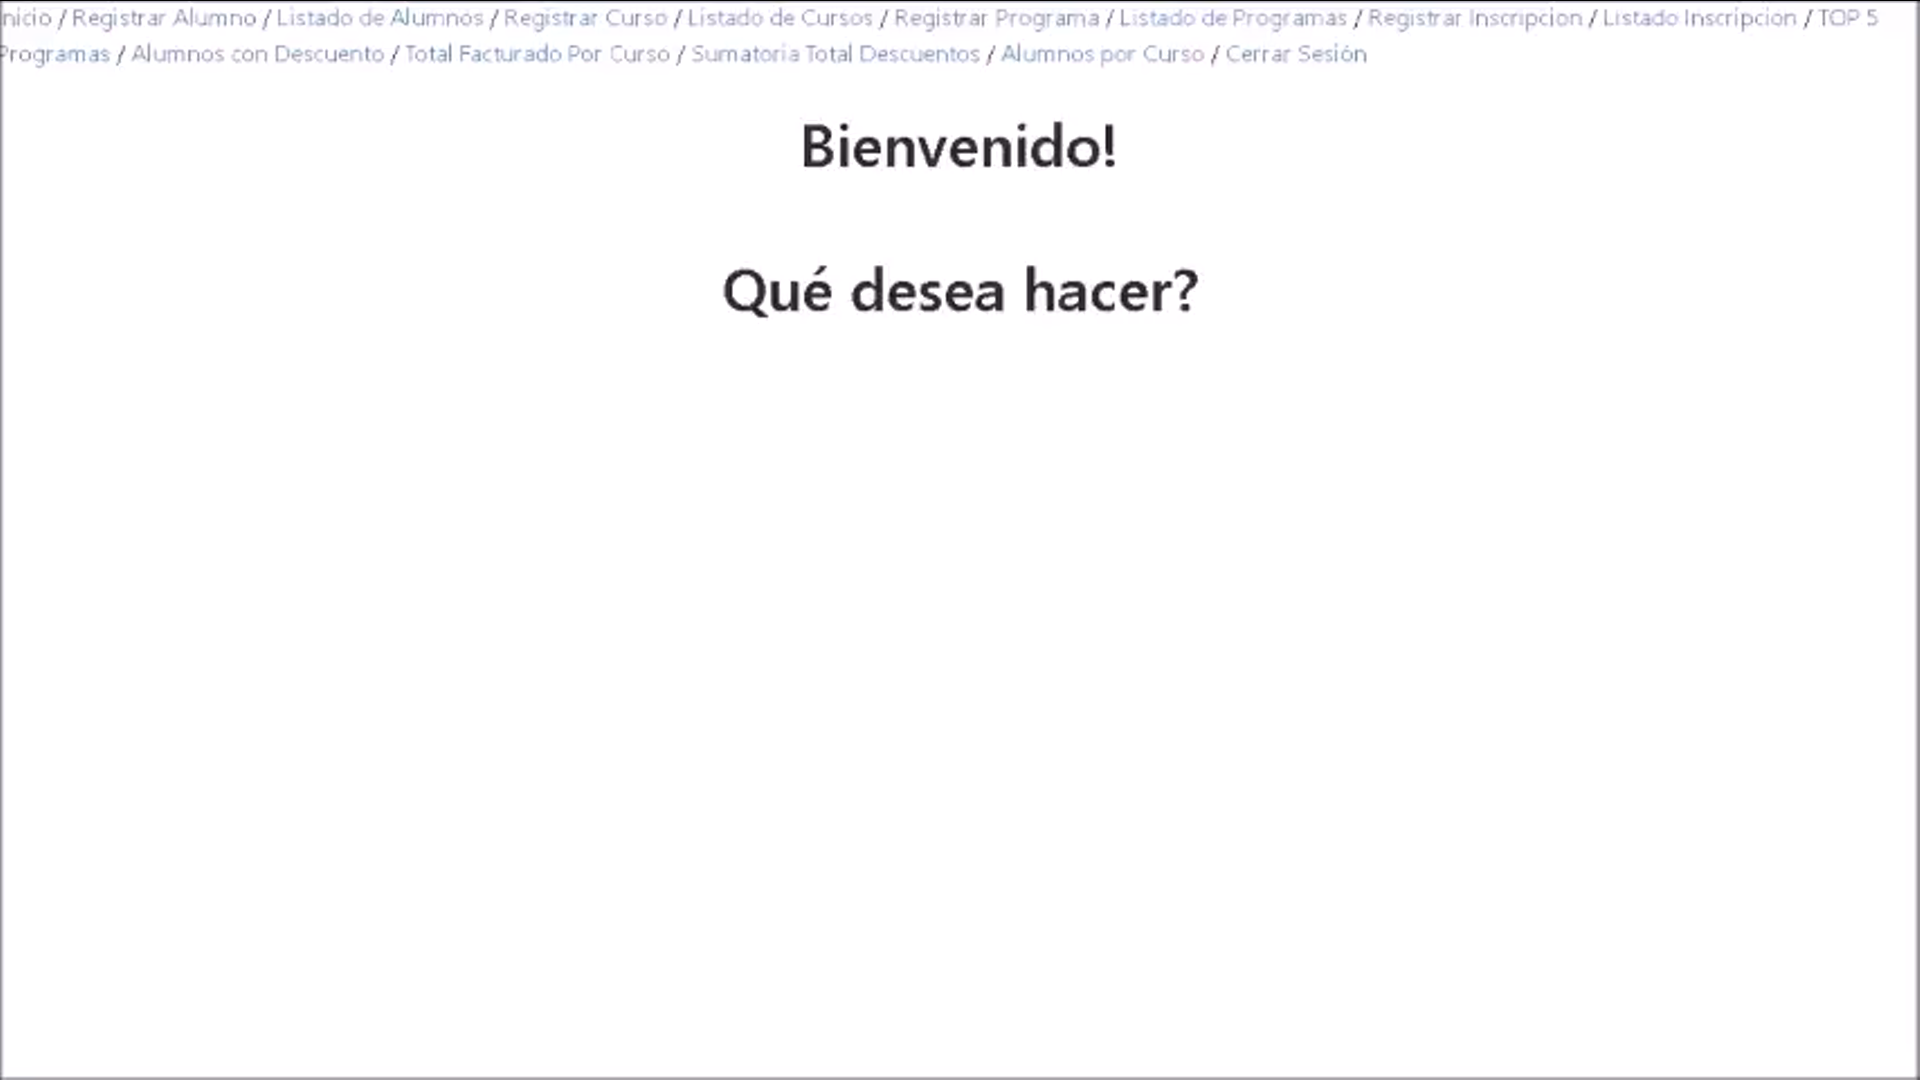 nicio / Registrar Alumno / Listado de Alumnos / Registrar Curso / Listado de Cursos / Registrar Programa / Listado de Programas / Registrar Inscripcion / Listado Inscripcion / TOP 5
Programas / Alumnos con Descuento / Total Facturado Por Curso / Sumatoria Total Descuentos / Alumnos por Curso / Cerrar Sesión
Bienvenido!
Qué desea hacer?